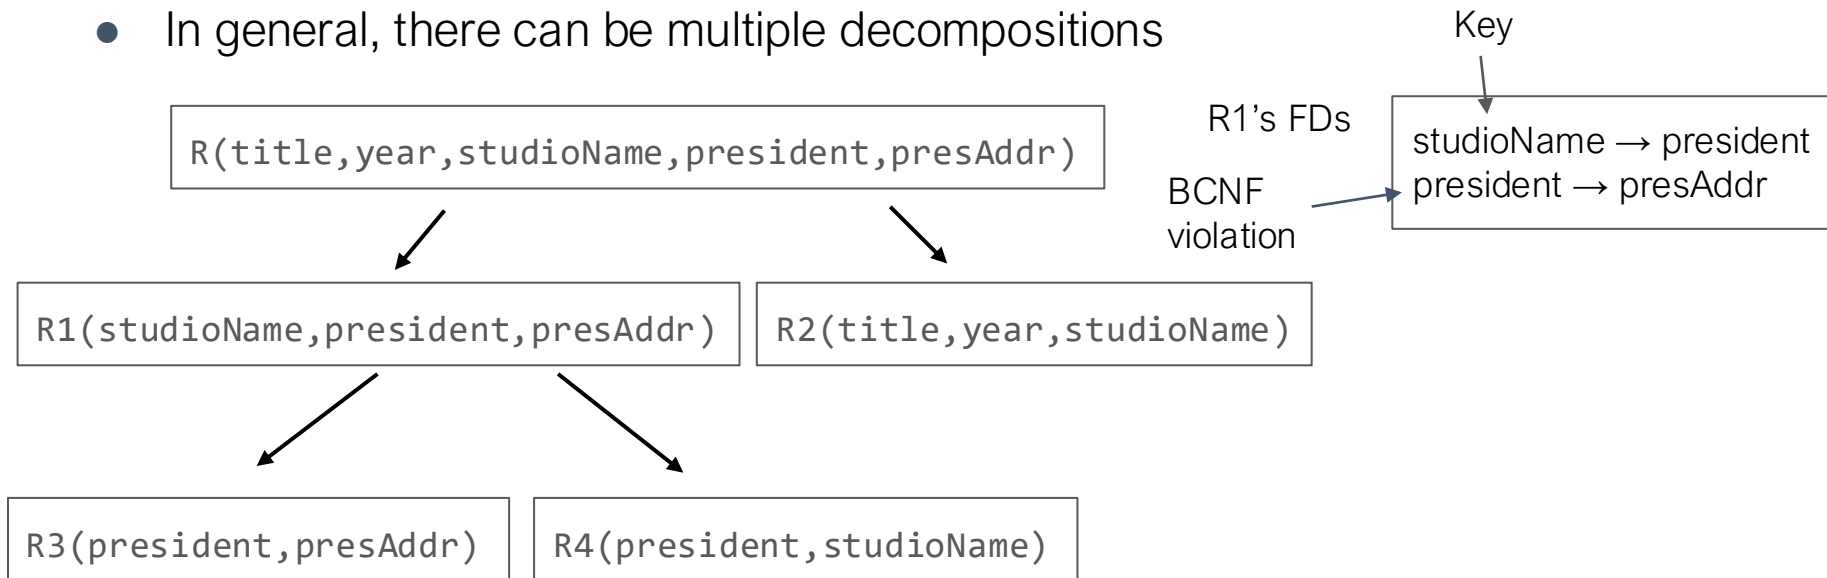 ● In general, there can be multiple decompositions
Key
R(title,year,studioName,president,presAddr)
R1's FDs
studioName → president
president → presAddr
BCNF
violation
R1(studioName,president,presAddr)
R2(title,year,studioName)
R3(president,presAddr)
R4(president,studioName)